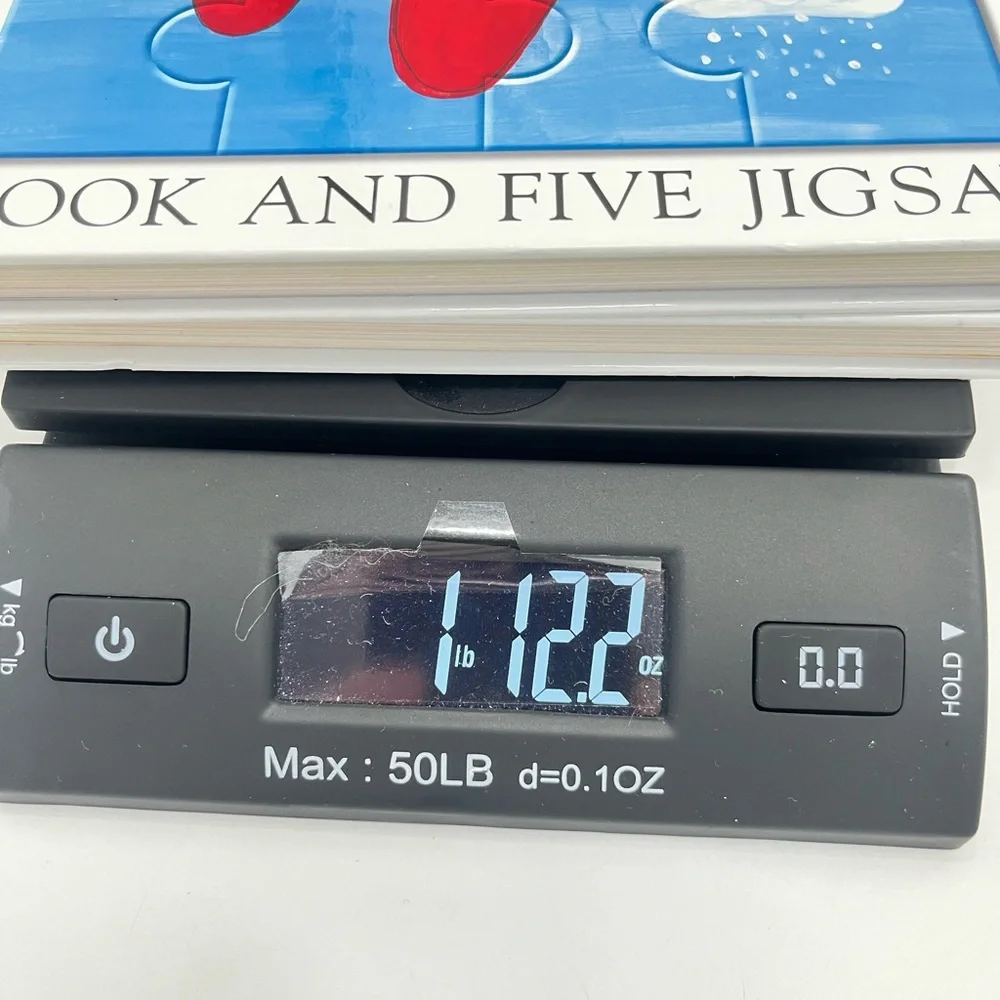 OOK AND FIVE JIGSA
1 lb 12.2 oz
kg lb
0.0
HOLD
Max : 50LB d=0.1OZ